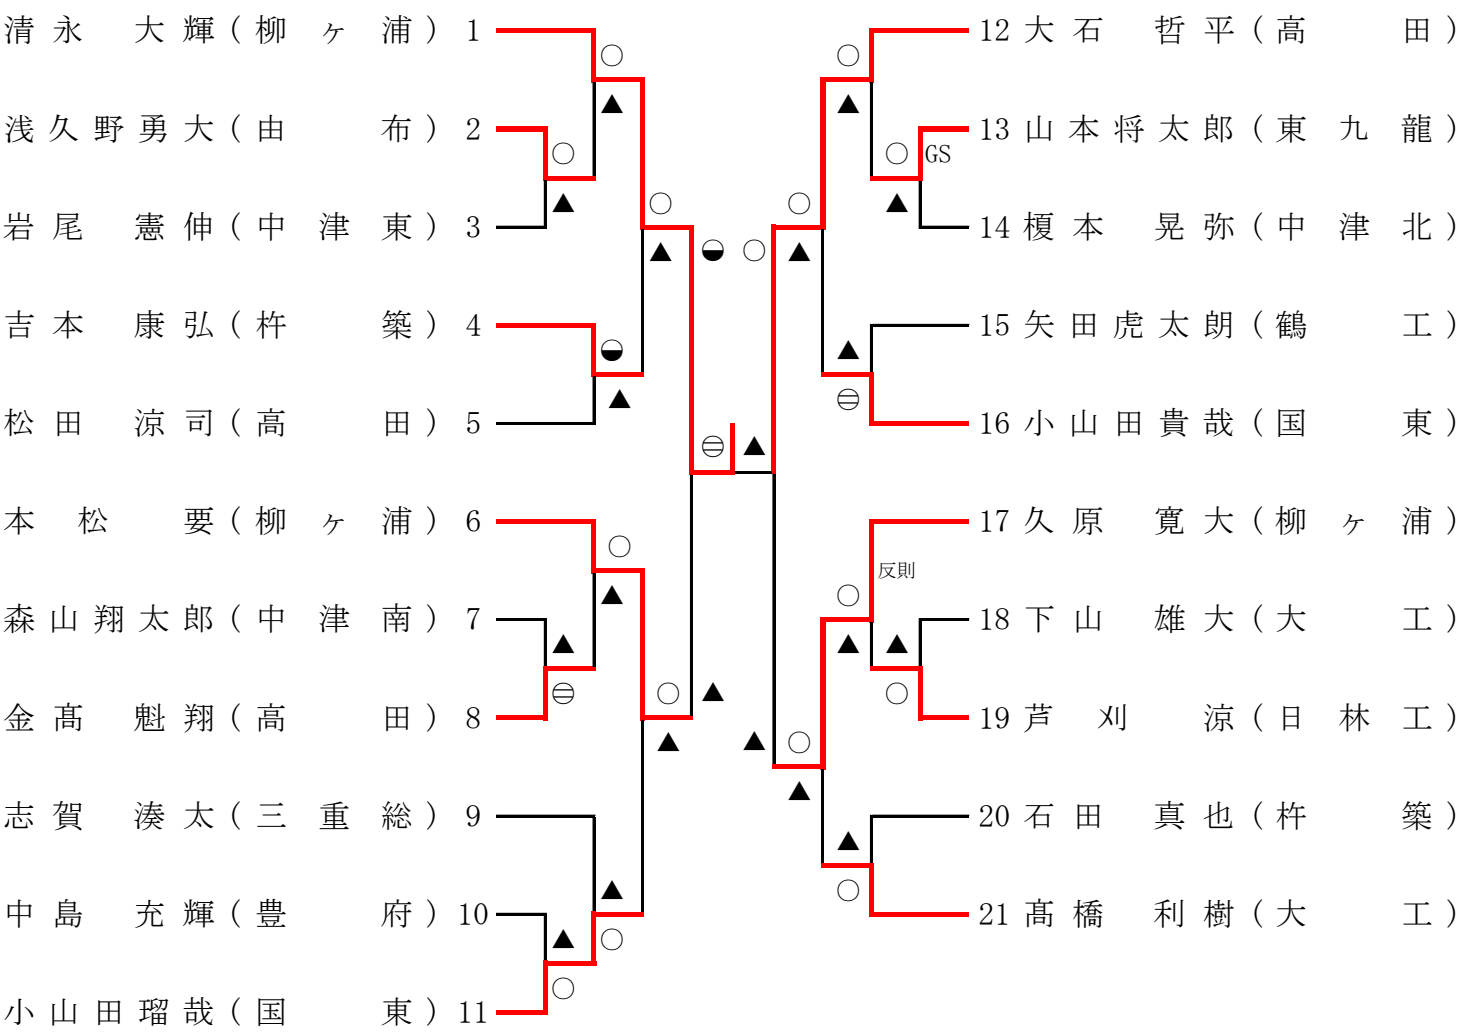 清永 大輝(柳ヶ浦) 1
浅久野勇大(由 布) 2
岩尾 憲伸(中津東) 3
吉本 康弘(杵 築) 4
松田 涼司(高 田) 5
本松 要(柳ヶ浦) 6
森山翔太郎(中津南) 7
金髙 魁翔(高 田) 8
志賀 湊太(三重総) 9
中島 充輝(豊 府) 10
小山田瑠哉(国 東) 11
12 大石 哲平(高 田)
13 山本将太郎(東九龍)
GS
14 榎本 晃弥(中津北)
15 矢田虎太朗(鶴 工)
16 小山田貴哉(国 東)
17 久原 寛大(柳ヶ浦)
反則
18 下山 雄大(大 工)
19 芦刈 涼(日林工)
20 石田 真也(杵 築)
21 髙橋 利樹(大 工)